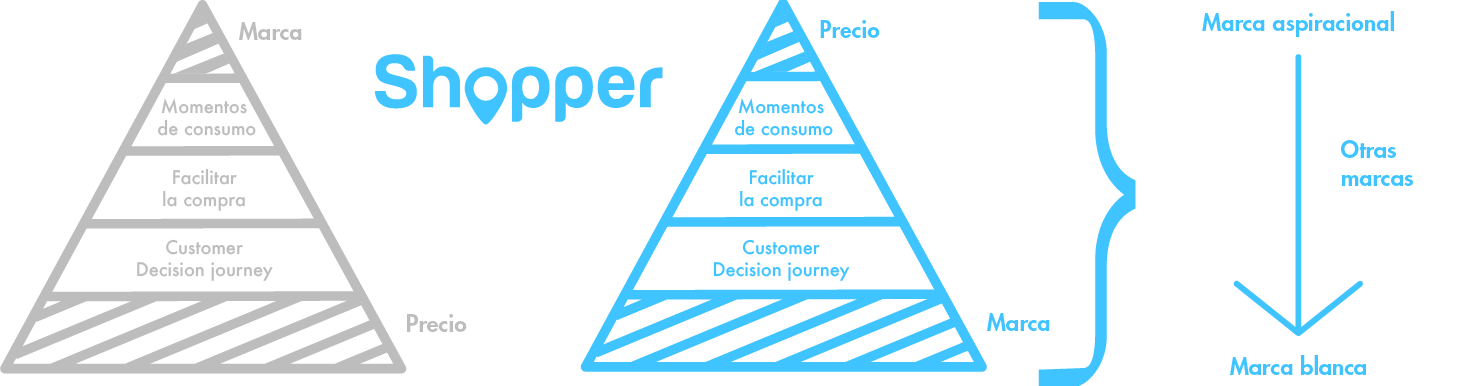 Marca
Momentos
de consumo
Facilitar
la compra
Customer
Decision journey
Precio
Shopper
Precio
Momentos
de consumo
Facilitar
la compra
Customer
Decision journey
Marca
Marca aspiracional
Otras
marcas
Marca blanca